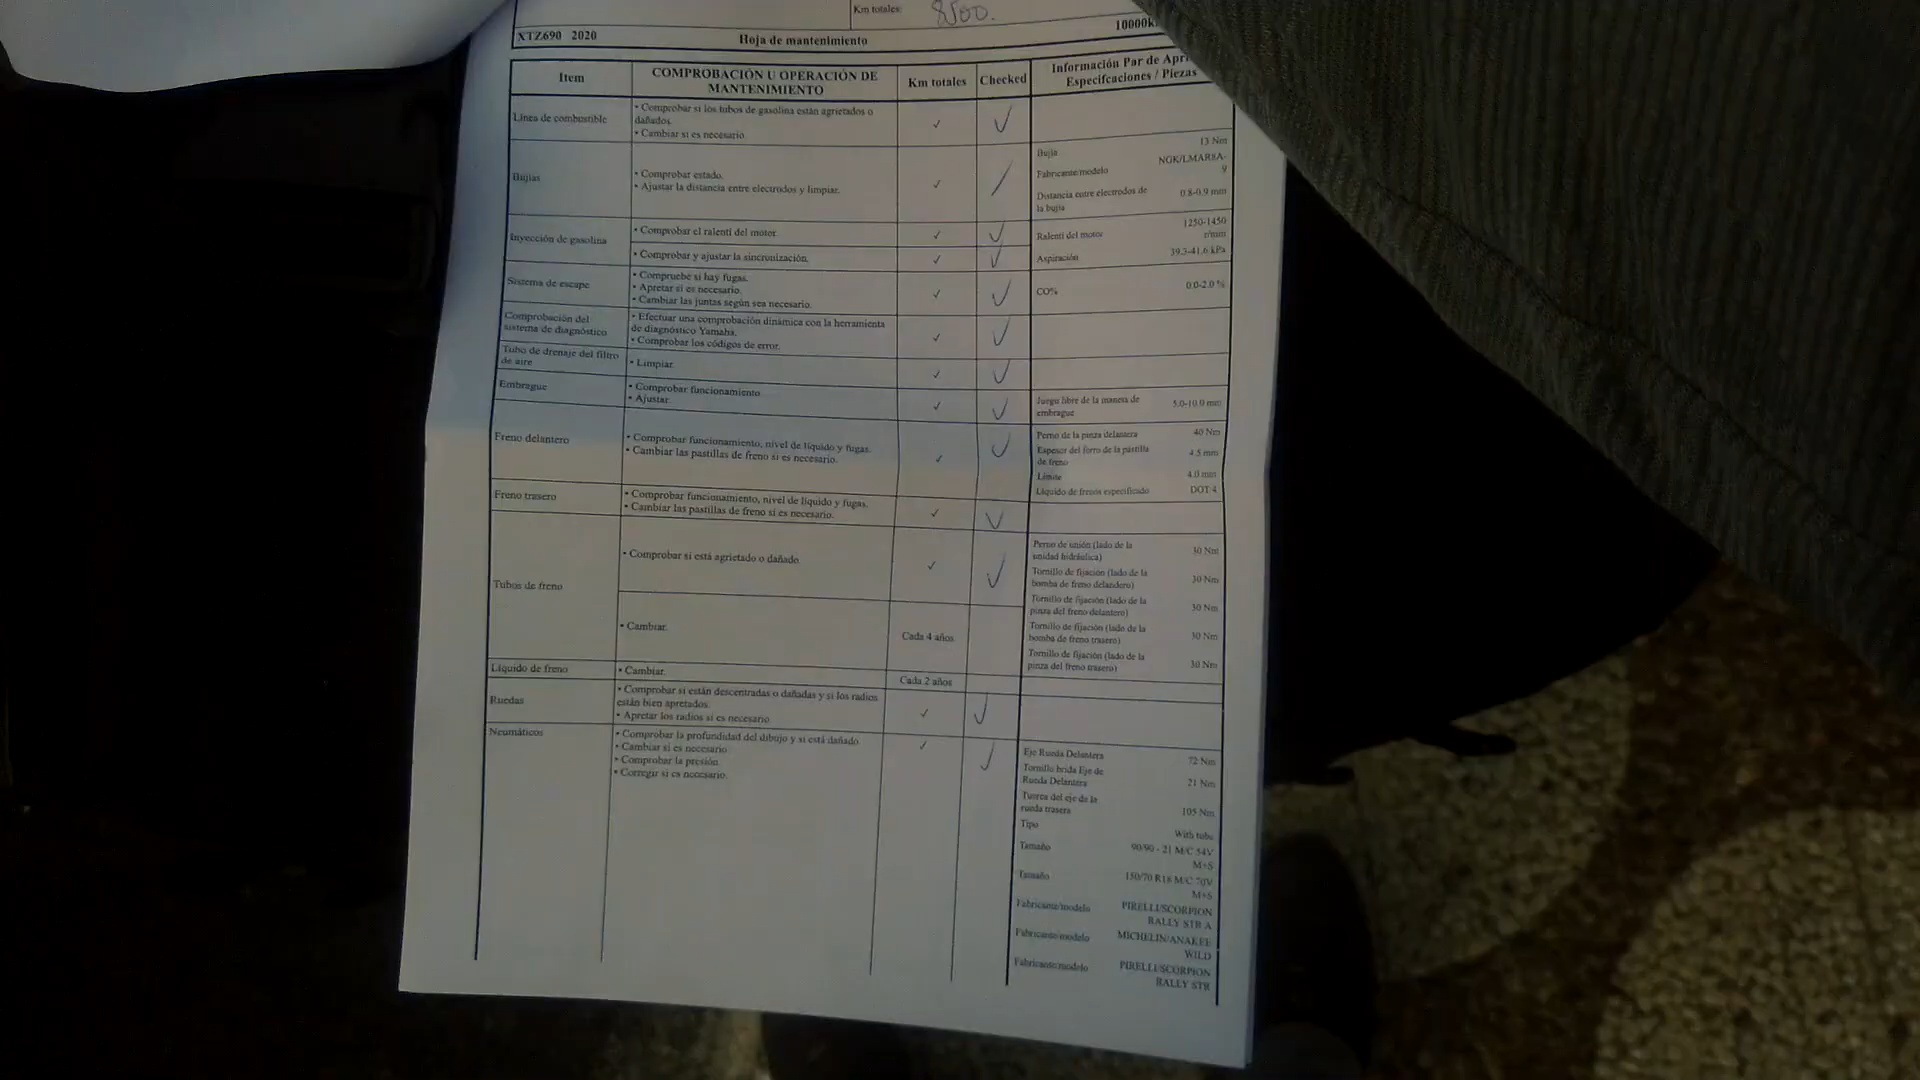 Km totales: 8500.
XTZ690 2020 Hoja de mantenimiento 10000k
Item COMPROBACIÓN U OPERACIÓN DE MANTENIMIENTO Km totales Checked Información Par de Apri
Especifcaciones / Piezas
Línea de combustible
• Comprobar si los tubos de gasolina están agrietados o
dañados.
• Cambiar si es necesario.
✓ ✓
Bujías
• Comprobar estado.
• Ajustar la distancia entre electrodos y limpiar.
✓
Bujía 13 Nm
Fabricante/modelo NGK/LMAR8A-
9
Distancia entre electrodos de
la bujía 0.8-0.9 mm
Inyección de gasolina
• Comprobar el ralentí del motor.
✓ ✓
Ralentí del motor 1250-1450
r/min
• Comprobar y ajustar la sincronización.
✓ ✓
Aspiración 39.3-41.6 kPa
Sistema de escape
• Compruebe si hay fugas.
• Apretar si es necesario.
• Cambiar las juntas según sea necesario.
✓ ✓
CO% 0.0-2.0 %
Comprobación del
sistema de diagnóstico
• Efectuar una comprobación dinámica con la herramienta
de diagnóstico Yamaha.
• Comprobar los códigos de error.
✓ ✓
Tubo de drenaje del filtro
de aire
• Limpiar.
✓ ✓
Embrague
• Comprobar funcionamiento.
• Ajustar.
✓ ✓
Juego libre de la maneta de
embrague 5.0-10.0 mm
Freno delantero
• Comprobar funcionamiento, nivel de líquido y fugas.
• Cambiar las pastillas de freno si es necesario.
✓ ✓
Perno de la pinza delantera 40 Nm
Espesor del forro de la pastilla
de freno 4.5 mm
Límite 4.0 mm
Líquido de frenos especificado DOT 4
Freno trasero
• Comprobar funcionamiento, nivel de líquido y fugas.
• Cambiar las pastillas de freno si es necesario.
✓ ✓
Tubos de freno
• Comprobar si está agrietado o dañado.
✓ ✓
• Cambiar.
Cada 4 años
Perno de unión (lado de la
unidad hidráulica) 30 Nm
Tornillo de fijación (lado de la
bomba de freno delandero) 30 Nm
Tornillo de fijación (lado de la
pinza del freno delantero) 30 Nm
Tornillo de fijación (lado de la
bomba de freno trasero) 30 Nm
Tornillo de fijación (lado de la
pinza del freno trasero) 30 Nm
Líquido de freno
• Cambiar.
Cada 2 años
Ruedas
• Comprobar si están descentradas o dañadas y si los radios
están bien apretados.
• Apretar los radios si es necesario.
✓ ✓
Neumáticos
• Comprobar la profundidad del dibujo y si está dañado.
• Cambiar si es necesario.
• Comprobar la presión.
• Corregir si es necesario.
✓ ✓
Eje Rueda Delantera 72 Nm
Tornillo brida Eje de
Rueda Delantera 21 Nm
Tuerca del eje de la
rueda trasera 105 Nm
Tipo With tube
Tamaño 90/90 - 21 M/C 54V
M+S
Tamaño 150/70 R18 M/C 70V
M+S
Fabricante/modelo PIRELLI/SCORPION
RALLY STR A
Fabricante/modelo MICHELIN/ANAKEE
WILD
Fabricante/modelo PIRELLI/SCORPION
RALLY STR